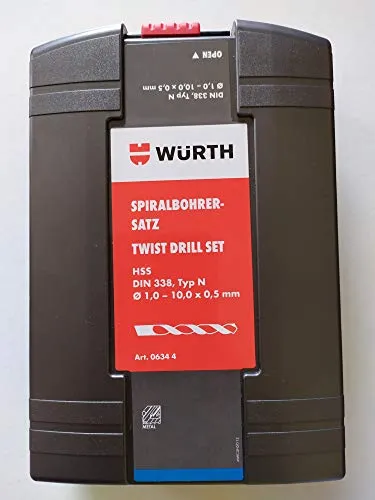 OPEN
DIN 338, Typ N
Ø 1,0 – 10,0 x 0,5 mm
WÜRTH
SPIRALBOHRER-
SATZ
TWIST DRILL SET
HSS
DIN 338, Typ N
Ø 1,0 – 10,0 x 0,5 mm
Art. 0634 4
METAL